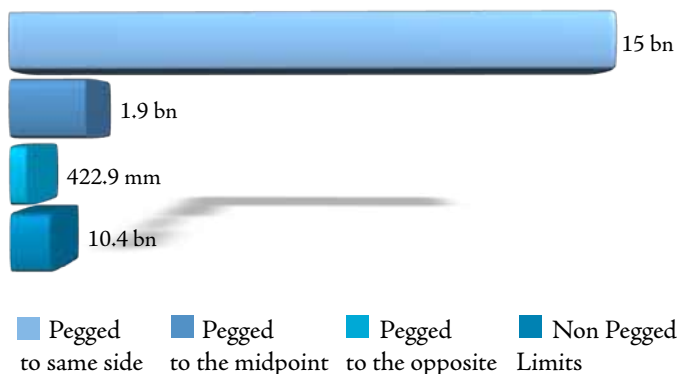 15 bn
1.9 bn
422.9 mm
10.4 bn
Pegged to same side
Pegged to the midpoint
Pegged to the opposite
Non Pegged Limits